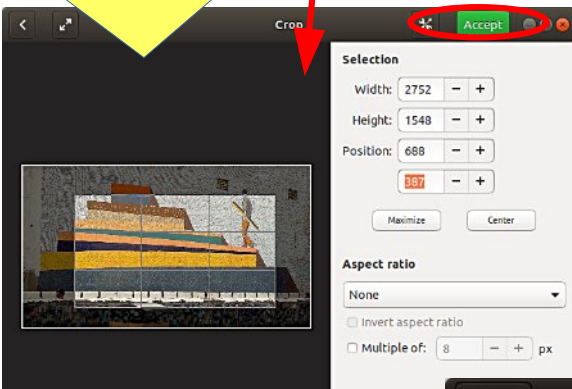 Crop Accept
Selection
Width: 2752 − +
Height: 1548 − +
Position: 688 − +
387 − +
Maximize Center
Aspect ratio
None
Invert aspect ratio
Multiple of: 8 − + px